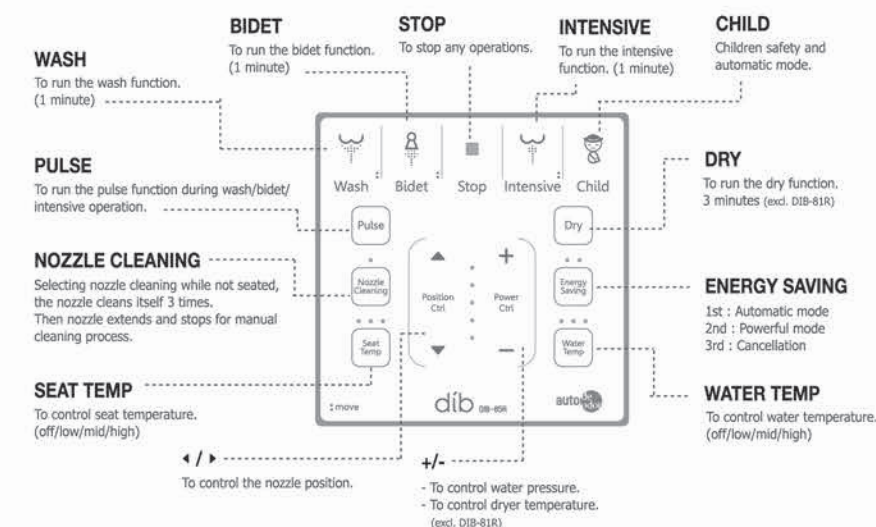 BIDET
To run the bidet function.
(1 minute)
STOP
To stop any operations.
INTENSIVE
To run the intensive
function. (1 minute)
CHILD
Children safety and
automatic mode.
WASH
To run the wash function.
(1 minute)
PULSE
To run the pulse function during wash/bidet/
intensive operation.
NOZZLE CLEANING
Selecting nozzle cleaning while not seated,
the nozzle cleans itself 3 times.
Then nozzle extends and stops for manual
cleaning process.
SEAT TEMP
To control seat temperature.
(off/low/mid/high)
Wash Bidet Stop Intensive Child
Pulse
Dry
Nozzle
Cleaning
Position
Ctrl
+
Power
Ctrl
−
Energy
Saving
Seat
Temp
Water
Temp
: move
dib DIB-85R
auto
DRY
To run the dry function.
3 minutes (excl. DIB-81R)
ENERGY SAVING
1st : Automatic mode
2nd : Powerful mode
3rd : Cancellation
WATER TEMP
To control water temperature.
(off/low/mid/high)
◂ / ▸
To control the nozzle position.
+/-
- To control water pressure.
- To control dryer temperature.
(excl. DIB-81R)